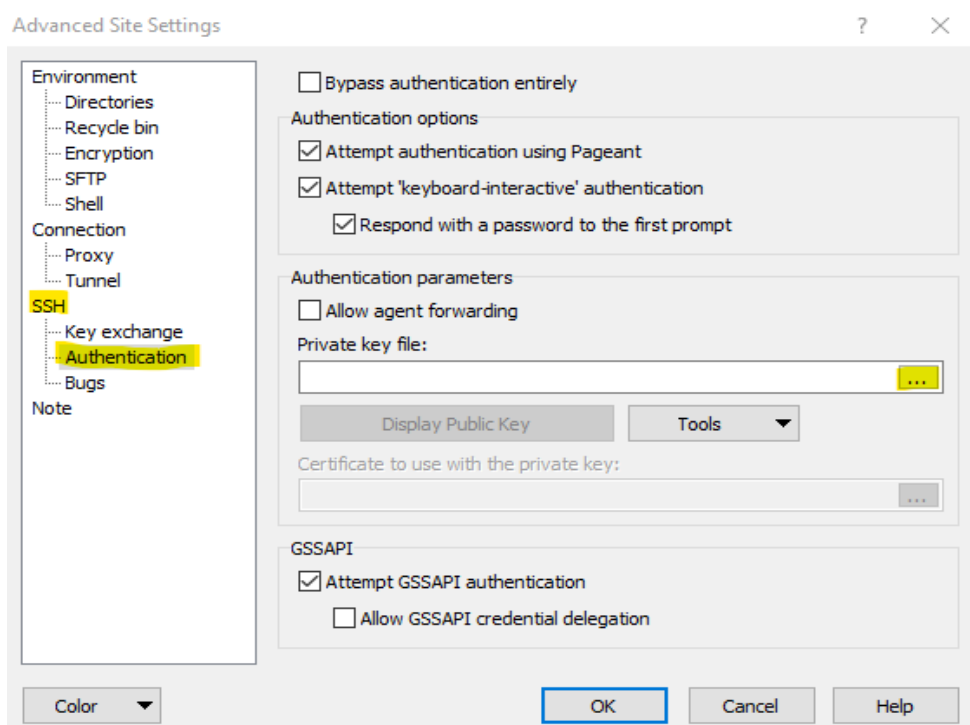 Advanced Site Settings
?
Environment
Directories
Recycle bin
Encryption
SFTP
Shell
Connection
Proxy
Tunnel
SSH
Key exchange
Authentication
Bugs
Note
Bypass authentication entirely
Authentication options
Attempt authentication using Pageant
Attempt 'keyboard-interactive' authentication
Respond with a password to the first prompt
Authentication parameters
Allow agent forwarding
Private key file:
...
Display Public Key
Tools
Certificate to use with the private key:
...
GSSAPI
Attempt GSSAPI authentication
Allow GSSAPI credential delegation
Color
OK
Cancel
Help